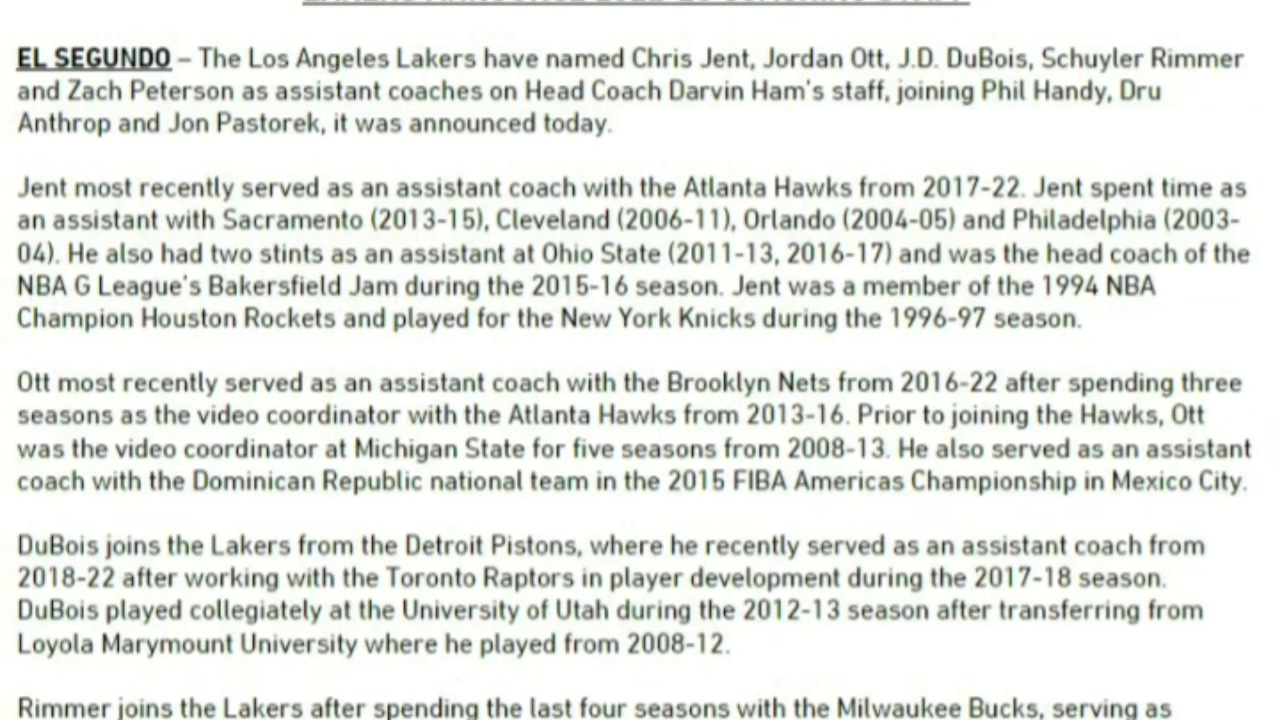 EL SEGUNDO – The Los Angeles Lakers have named Chris Jent, Jordan Ott, J.D. DuBois, Schuyler Rimmer
and Zach Peterson as assistant coaches on Head Coach Darvin Ham's staff, joining Phil Handy, Dru
Anthrop and Jon Pastorek, it was announced today.
Jent most recently served as an assistant coach with the Atlanta Hawks from 2017-22. Jent spent time as
an assistant with Sacramento (2013-15), Cleveland (2006-11), Orlando (2004-05) and Philadelphia (2003-
04). He also had two stints as an assistant at Ohio State (2011-13, 2016-17) and was the head coach of the
NBA G League's Bakersfield Jam during the 2015-16 season. Jent was a member of the 1994 NBA
Champion Houston Rockets and played for the New York Knicks during the 1996-97 season.
Ott most recently served as an assistant coach with the Brooklyn Nets from 2016-22 after spending three
seasons as the video coordinator with the Atlanta Hawks from 2013-16. Prior to joining the Hawks, Ott
was the video coordinator at Michigan State for five seasons from 2008-13. He also served as an assistant
coach with the Dominican Republic national team in the 2015 FIBA Americas Championship in Mexico City.
DuBois joins the Lakers from the Detroit Pistons, where he recently served as an assistant coach from
2018-22 after working with the Toronto Raptors in player development during the 2017-18 season.
DuBois played collegiately at the University of Utah during the 2012-13 season after transferring from
Loyola Marymount University where he played from 2008-12.
Rimmer joins the Lakers after spending the last four seasons with the Milwaukee Bucks, serving as